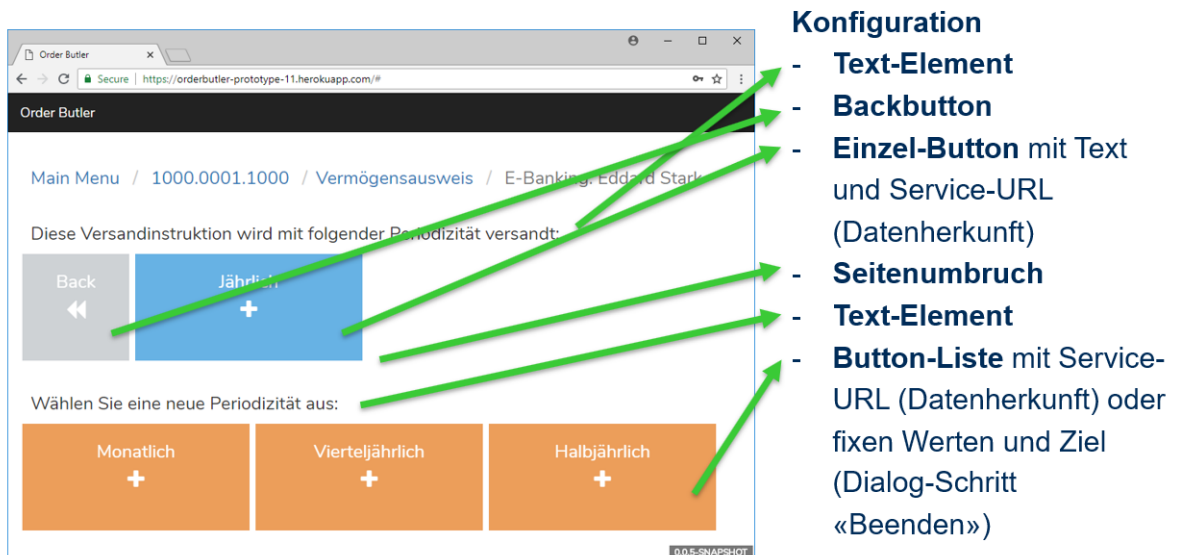 Order Butler
Secure | https://orderbutler-prototype-11.herokuapp.com/#
Order Butler
Main Menu / 1000.0001.1000 / Vermögensausweis / E-Banking: Eddard Stark
Diese Versandinstruktion wird mit folgender Periodizität versandt:
Back
Jährlich
Wählen Sie eine neue Periodizität aus:
Monatlich
Vierteljährlich
Halbjährlich
0.0.5-SNAPSHOT
Konfiguration
- Text-Element
- Backbutton
- Einzel-Button mit Text
und Service-URL
(Datenherkunft)
- Seitenumbruch
- Text-Element
- Button-Liste mit Service-
URL (Datenherkunft) oder
fixen Werten und Ziel
(Dialog-Schritt
«Beenden»)